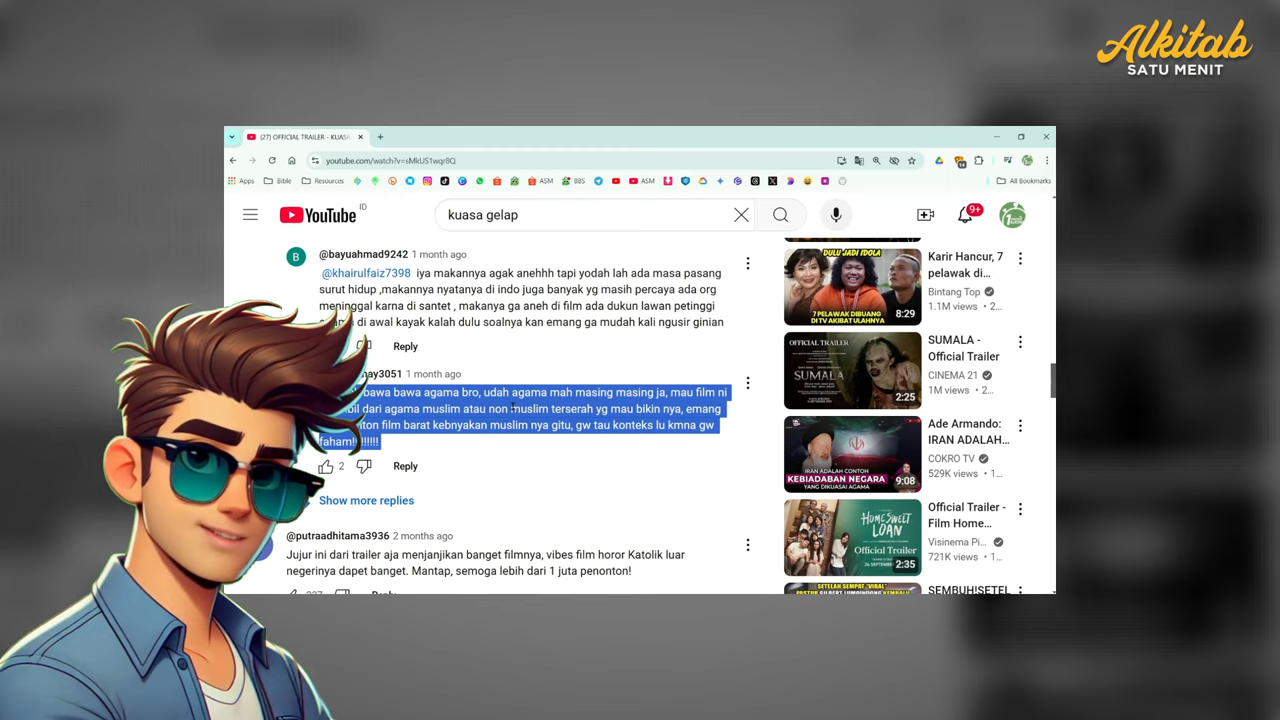 Alkitab
SATU MENIT
(27) OFFICIAL TRAILER - KUASA
youtube.com/watch?v=sMkUS1wqr8Q
Apps
Bible
Resources
ASM
BBS
ASM
All Bookmarks
YouTube
ID
kuasa gelap
9+
B
@bayuahmad9242 1 month ago
@khairulfaiz7398 iya makannya agak anehhh tapi yodah lah ada masa pasang
surut hidup ,makannya nyatanya di indo juga banyak yg masih percaya ada org
meninggal karna di santet , makanya ga aneh di film ada dukun lawan petinggi
di awal kayak kalah dulu soalnya kan emang ga mudah kali ngusir ginian
Reply
may3051 1 month ago
bawa bawa agama bro, udah agama mah masing masing ja, mau film ni
dari agama muslim atau non muslim terserah yg mau bikin nya, emang
film barat kebnyakan muslim nya gitu, gw tau konteks lu kmna gw
faham!!!!!!!!!
2
Reply
Show more replies
@putraadhitama3936 2 months ago
Jujur ini dari trailer aja menjanjikan banget filmnya, vibes film horor Katolik luar
negerinya dapet banget. Mantap, semoga lebih dari 1 juta penonton!
DULU JADI IDOLA
7 PELAWAK DIBUANG
DI TV AKIBAT ULAHNYA
8:29
Karir Hancur, 7
pelawak di...
Bintang Top
1.1M views • 2...
OFFICIAL TRAILER
SUMALA
2:25
SUMALA -
Official Trailer
CINEMA 21
1M views • 2...
IRAN ADALAH CONTOH
KEBIADABAN NEGARA
YANG DIKUASAI AGAMA
9:08
Ade Armando:
IRAN ADALAH...
COKRO TV
529K views • 1...
HOME SWEET
LOAN
Official Trailer
2:35
Official Trailer -
Film Home...
Visinema Pi...
721K views • 1...
SETELAH SEMPAT "VIRAL"
SEMBUH!SETEL